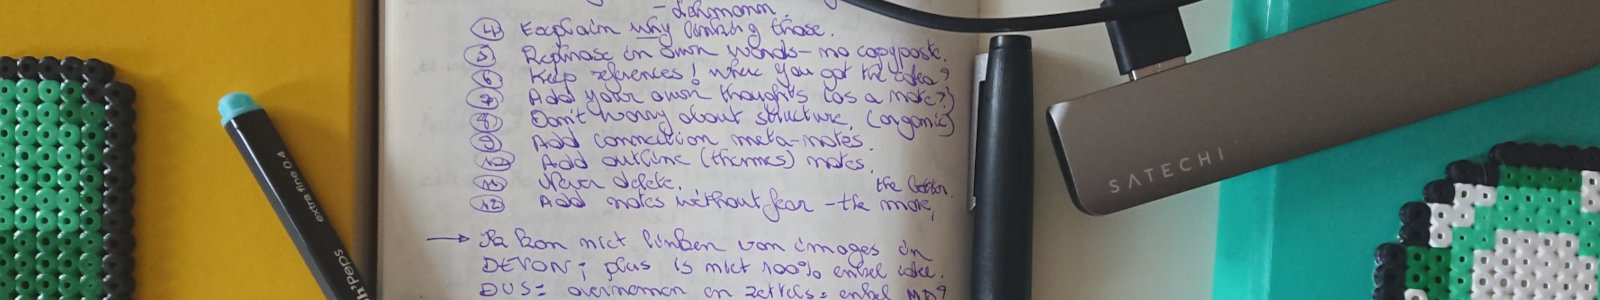 - Lehmann.
④ Explain why linking those.
⑤ Rephrase in own words - no copypaste.
⑥ Keep references! where you got the idea?
⑦ Add your own thoughts (as a note?)
⑧ Don't worry about structure. (organic)
⑨ Add connection meta-notes.
⑩ Add outline (themes) notes.
⑪ Never delete.
⑫ Add notes without fear - the more, the better.
→ Ik kan niet linken van images in
DEVON; plus is niet 100% enkel
DUS: overnemen en zettels = enkel MD?
extra fine 0.4
h'peps
SATECHI